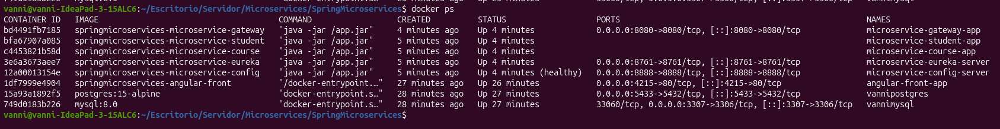 vanni@vanni-IdeaPad-3-15ALC6:~/Escritorio/Servidor/Microservices/SpringMicroservices$ docker ps
CONTAINER ID   IMAGE                                      COMMAND                  CREATED          STATUS                   PORTS                                                    NAMES
bd4491fb7185   springmicroservices-microservice-gateway   "java -jar /app.jar"     4 minutes ago    Up 4 minutes             0.0.0.0:8080->8080/tcp, [::]:8080->8080/tcp              microservice-gateway-app
bfa67907a085   springmicroservices-microservice-student   "java -jar /app.jar"     5 minutes ago    Up 4 minutes                                                                      microservice-student-app
c4453821b58d   springmicroservices-microservice-course    "java -jar /app.jar"     5 minutes ago    Up 4 minutes                                                                      microservice-course-app
3e6a3673aee7   springmicroservices-microservice-eureka    "java -jar /app.jar"     5 minutes ago    Up 4 minutes             0.0.0.0:8761->8761/tcp, [::]:8761->8761/tcp              microservice-eureka-server
12a00013154e   springmicroservices-microservice-config    "java -jar /app.jar"     5 minutes ago    Up 4 minutes (healthy)   0.0.0.0:8888->8888/tcp, [::]:8888->8888/tcp              microservice-config-server
1df7999e4904   springmicroservices-angular-front          "/docker-entrypoint.…"   27 minutes ago   Up 26 minutes            0.0.0.0:4215->80/tcp, [::]:4215->80/tcp                  angular-front-app
15a93a1892f5   postgres:15-alpine                         "docker-entrypoint.s…"   28 minutes ago   Up 27 minutes            0.0.0.0:5433->5432/tcp, [::]:5433->5432/tcp              vannipostgres
749d0183b226   mysql:8.0                                  "docker-entrypoint.s…"   28 minutes ago   Up 27 minutes            33060/tcp, 0.0.0.0:3307->3306/tcp, [::]:3307->3306/tcp   vannimysql
vanni@vanni-IdeaPad-3-15ALC6:~/Escritorio/Servidor/Microservices/SpringMicroservices$